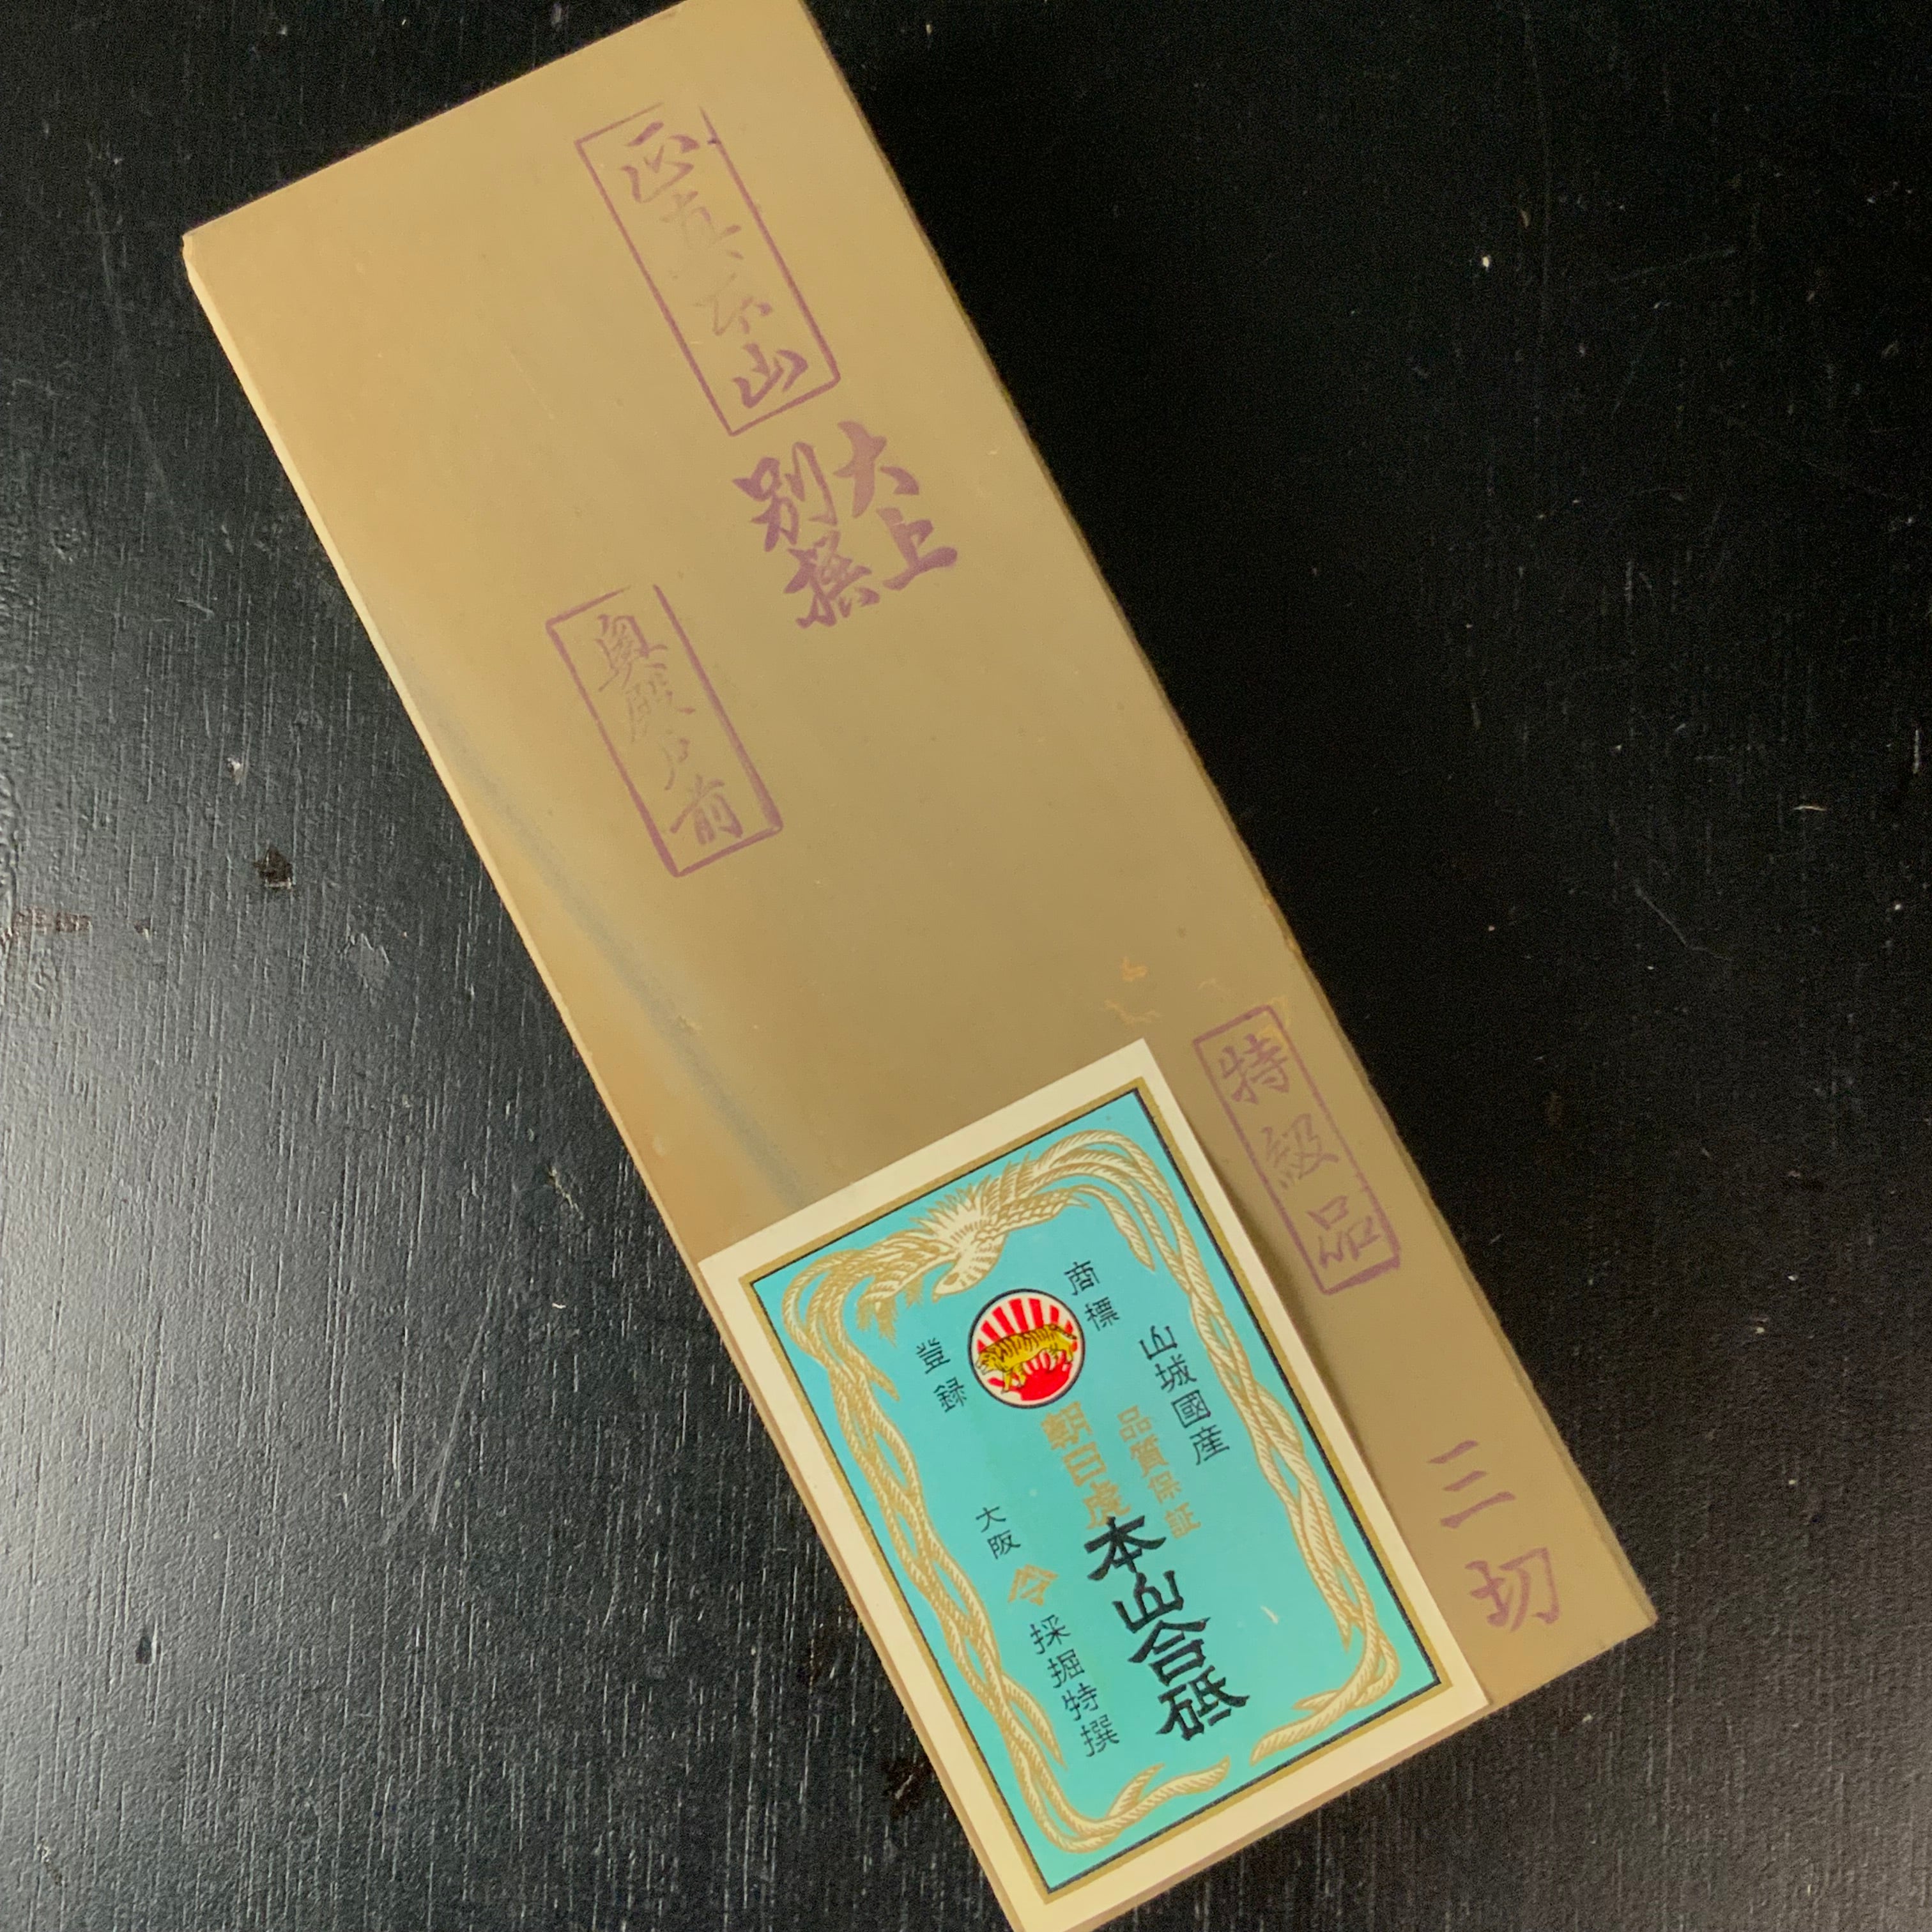 正真本山
大上
別撰
奥殿戸前
特級品
三切
商標
登録
山城國産
品質保証
朝日虎
本山合砥
大阪
採掘特撰